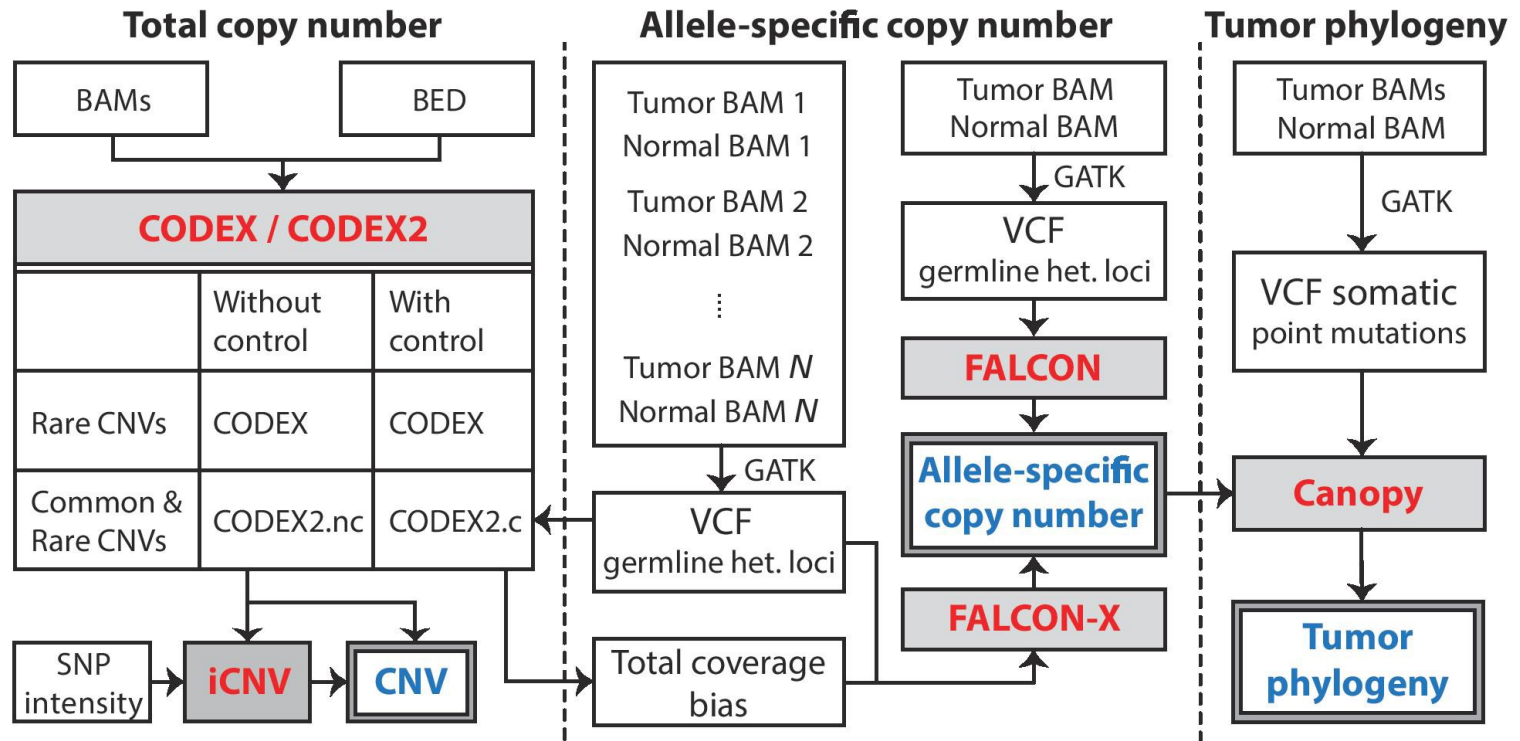 Total copy number
BAMs
BED
CODEX / CODEX2
Without
control
With
control
Rare CNVs
CODEX
CODEX
Common &
Rare CNVs
CODEX2.nc
CODEX2.c
SNP
intensity
iCNV
CNV
Allele-specific copy number
Tumor BAM 1
Normal BAM 1
Tumor BAM 2
Normal BAM 2
Tumor BAM N
Normal BAM N
GATK
VCF
germline het. loci
Total coverage
bias
Tumor BAM
Normal BAM
GATK
VCF
germline het. loci
FALCON
Allele-specific
copy number
FALCON-X
Tumor phylogeny
Tumor BAMs
Normal BAM
GATK
VCF somatic
point mutations
Canopy
Tumor
phylogeny